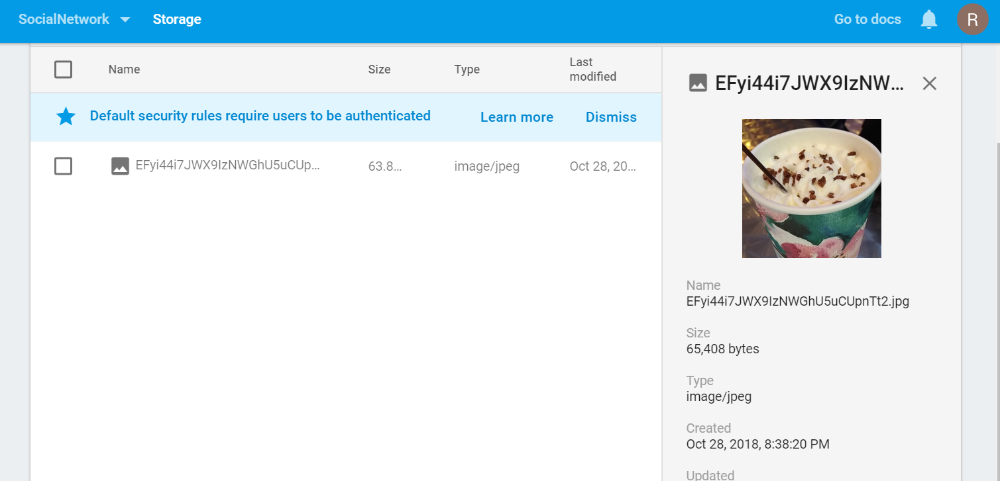 SocialNetwork Storage Go to docs R
Name Size Type Last modified
Default security rules require users to be authenticated Learn more Dismiss
EFyi44i7JWX9IzNWGhU5uCUp... 63.8... image/jpeg Oct 28, 20...
EFyi44i7JWX9IzNW...
Name
EFyi44i7JWX9IzNWGhU5uCUpnTt2.jpg
Size
65,408 bytes
Type
image/jpeg
Created
Oct 28, 2018, 8:38:20 PM
Updated